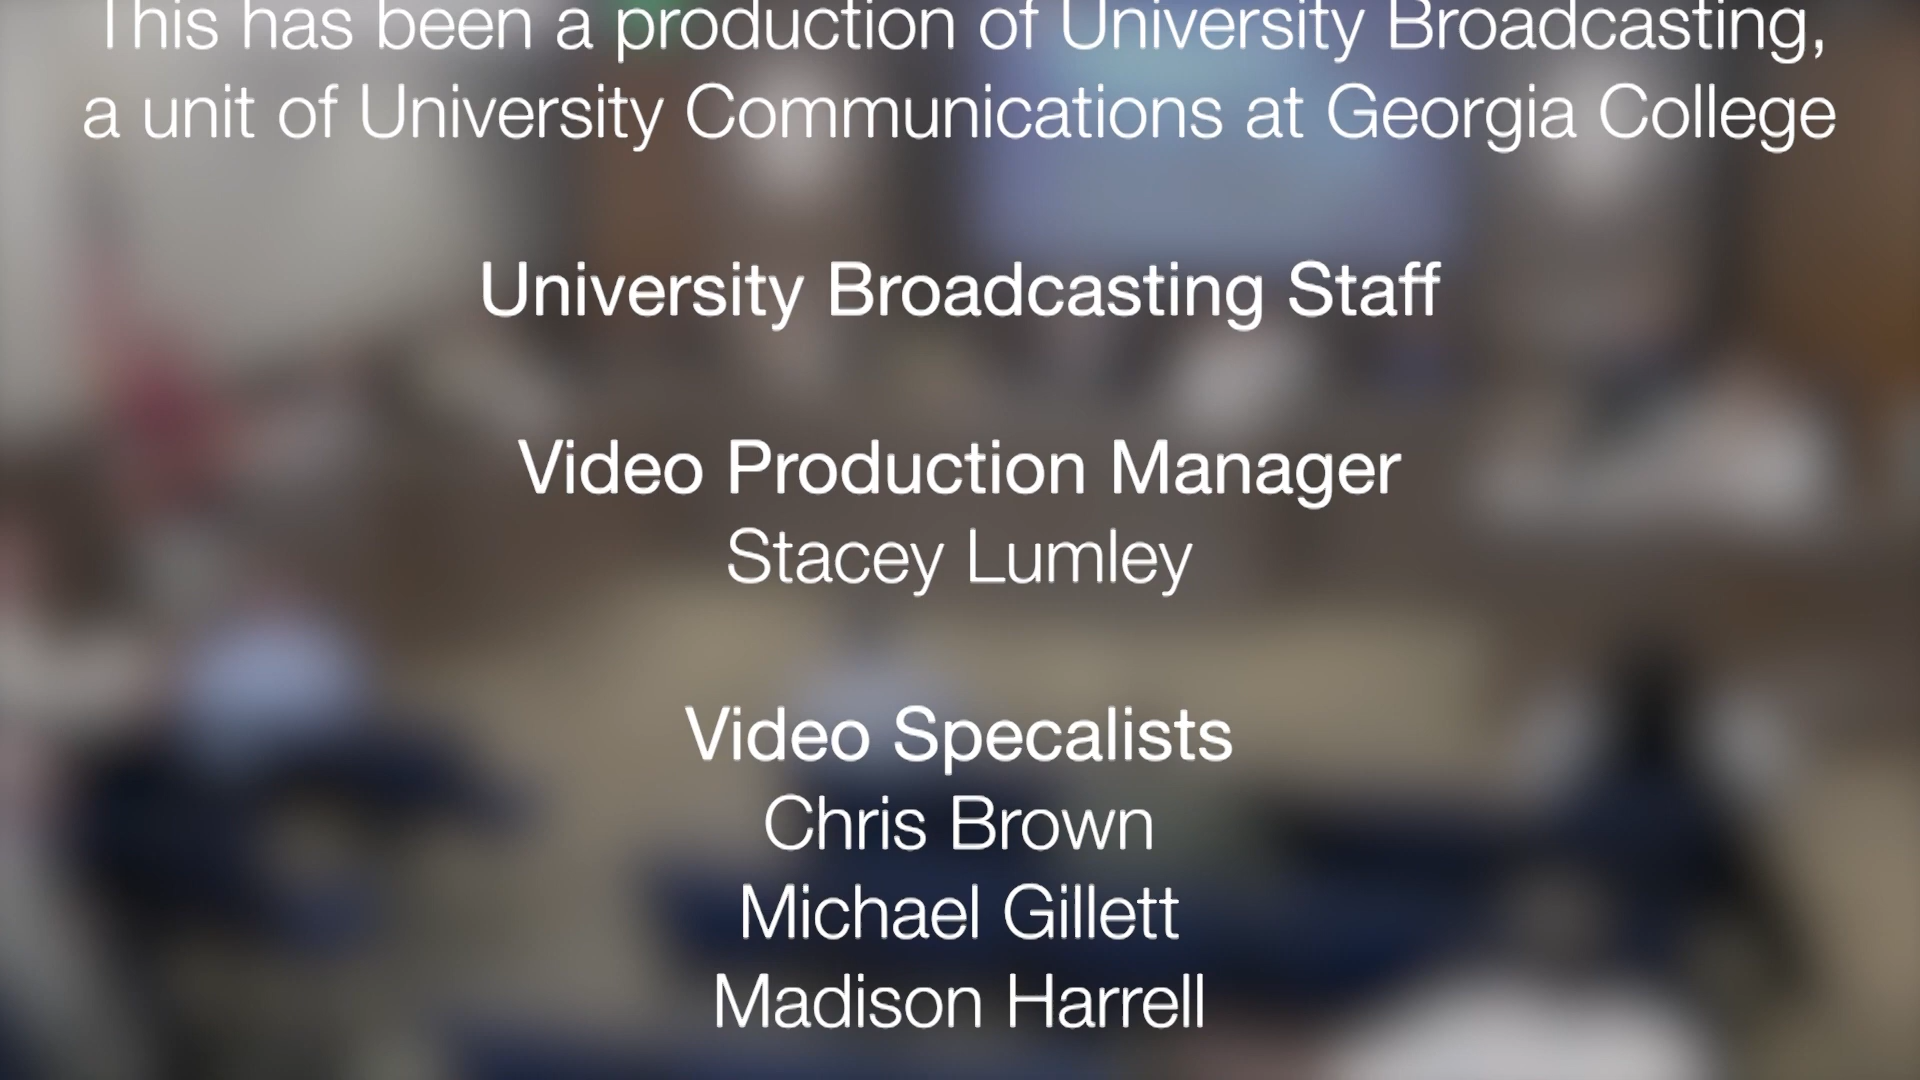 This has been a production of University Broadcasting,
a unit of University Communications at Georgia College
University Broadcasting Staff
Video Production Manager
Stacey Lumley
Video Specalists
Chris Brown
Michael Gillett
Madison Harrell